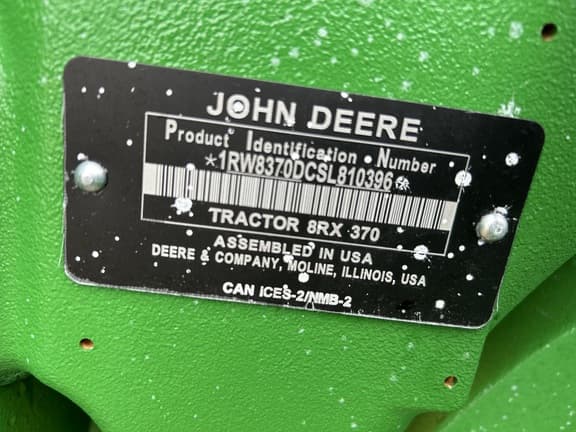 JOHN DEERE
Product Identification Number
*1RW8370DCSL810396*
TRACTOR 8RX 370
ASSEMBLED IN USA
DEERE & COMPANY, MOLINE, ILLINOIS, USA
CAN ICES-2/NMB-2